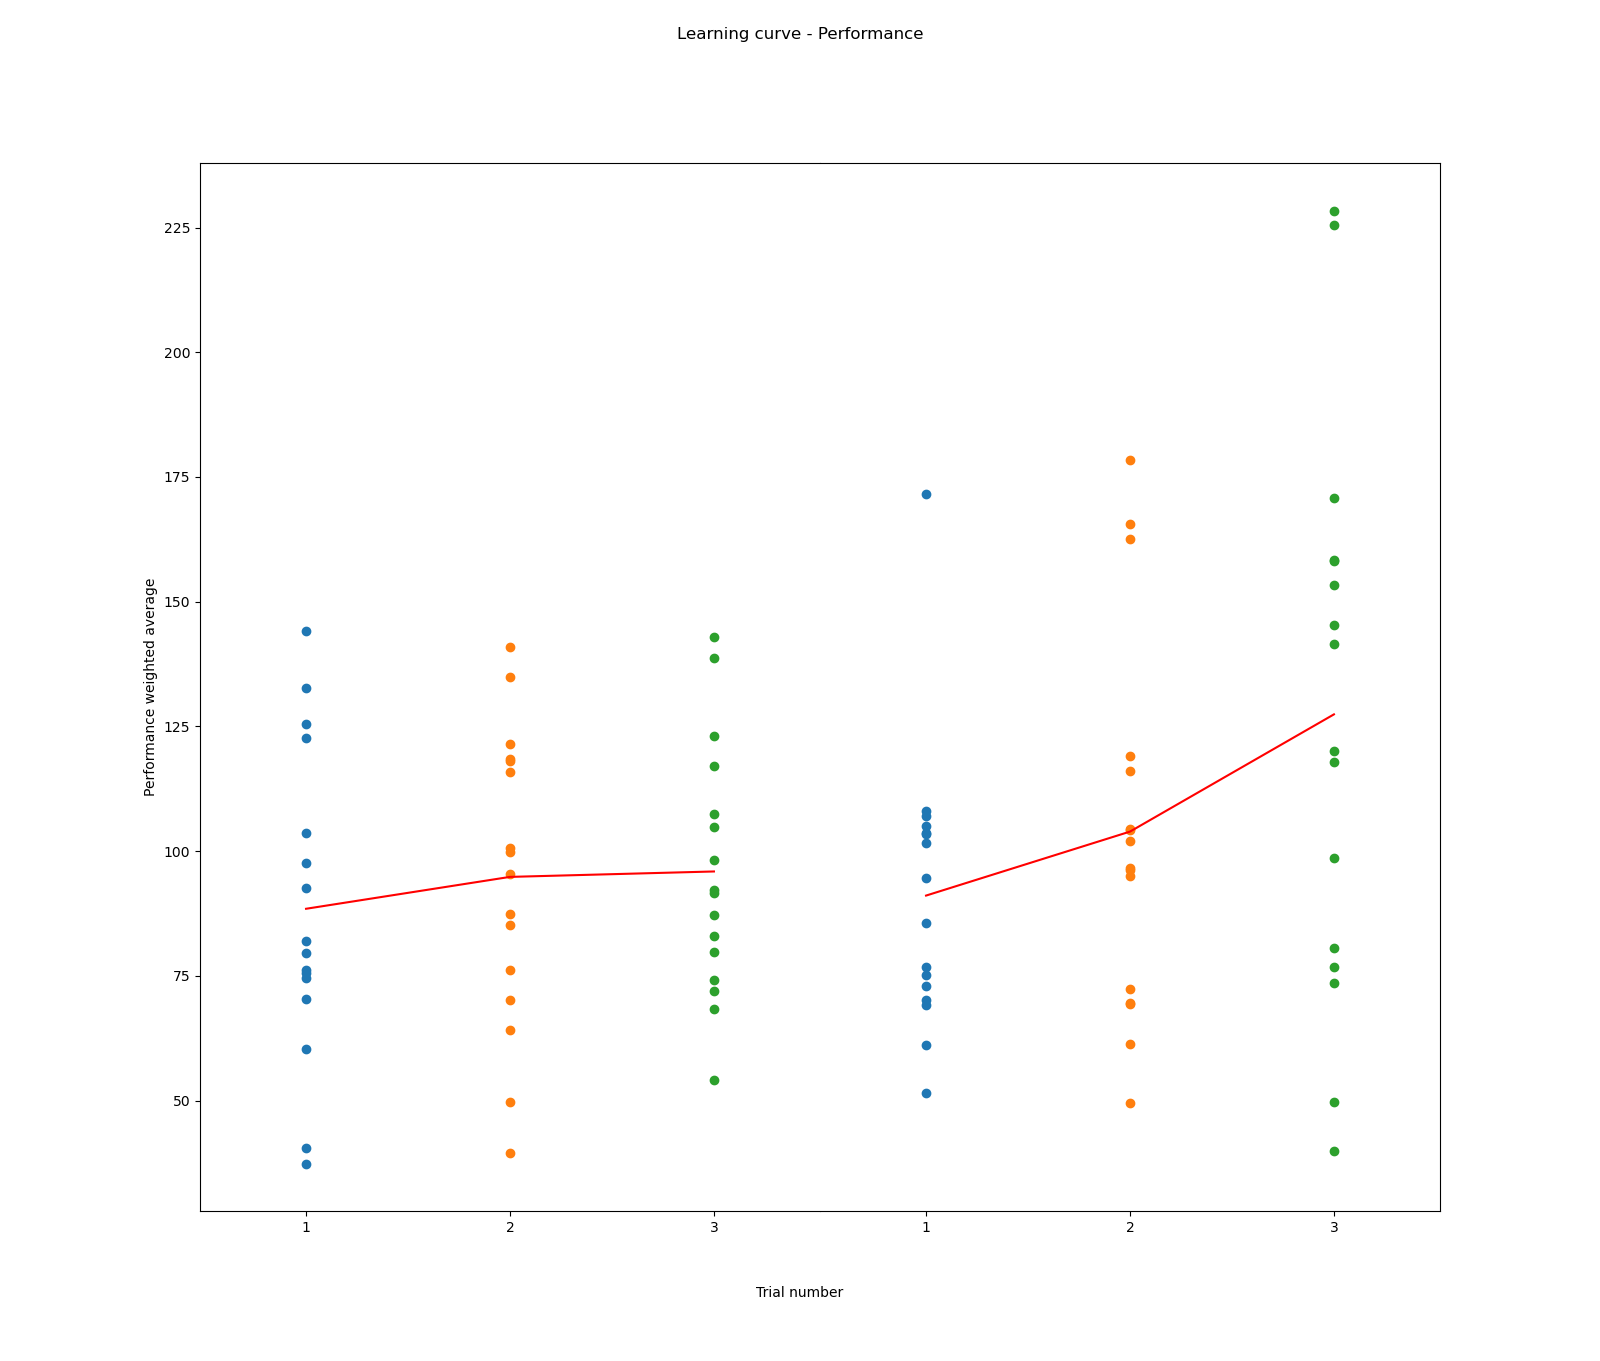 Learning curve - Performance
Performance weighted average
225
200
175
150
125
100
75
50
1 2 3 1 2 3
Trial number